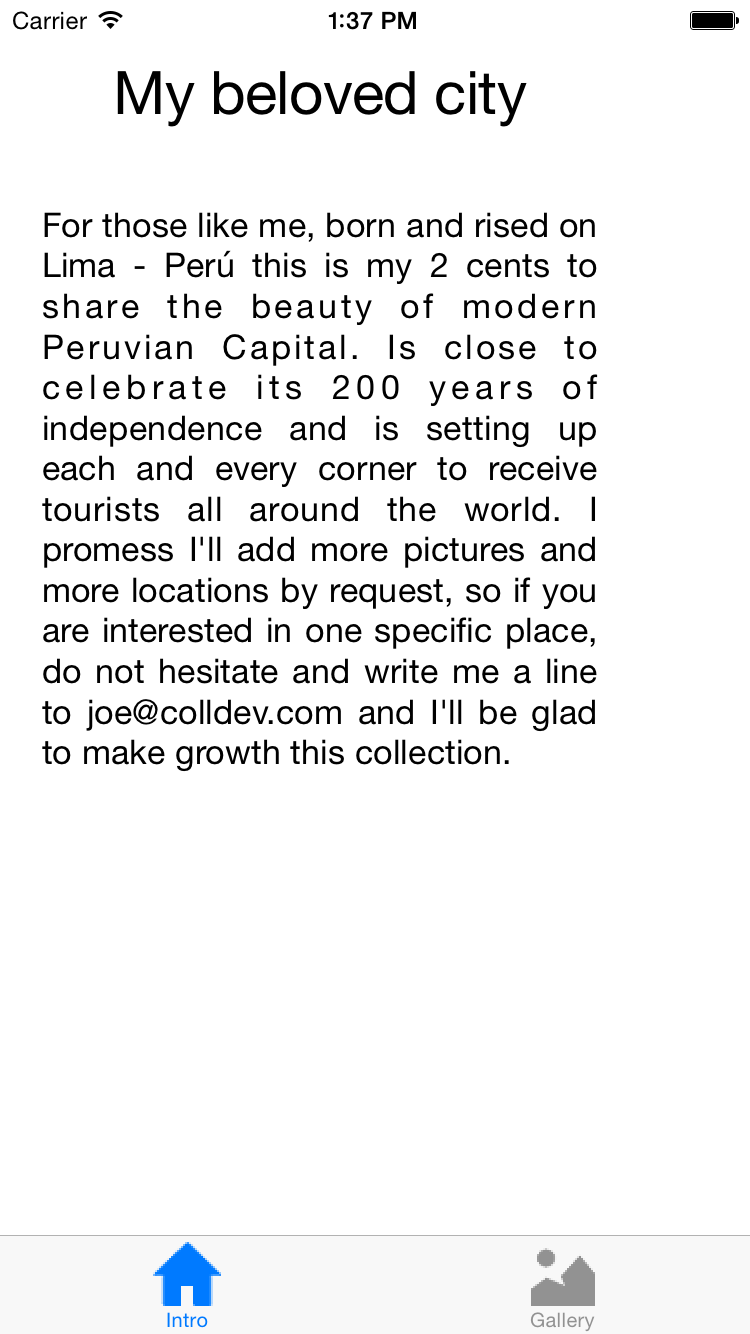 Carrier 1:37 PM
My beloved city
For those like me, born and rised on
Lima - Perú this is my 2 cents to
share the beauty of modern
Peruvian Capital. Is close to
celebrate its 200 years of
independence and is setting up
each and every corner to receive
tourists all around the world. I
promess I'll add more pictures and
more locations by request, so if you
are interested in one specific place,
do not hesitate and write me a line
to joe@colldev.com and I'll be glad
to make growth this collection.
Intro Gallery